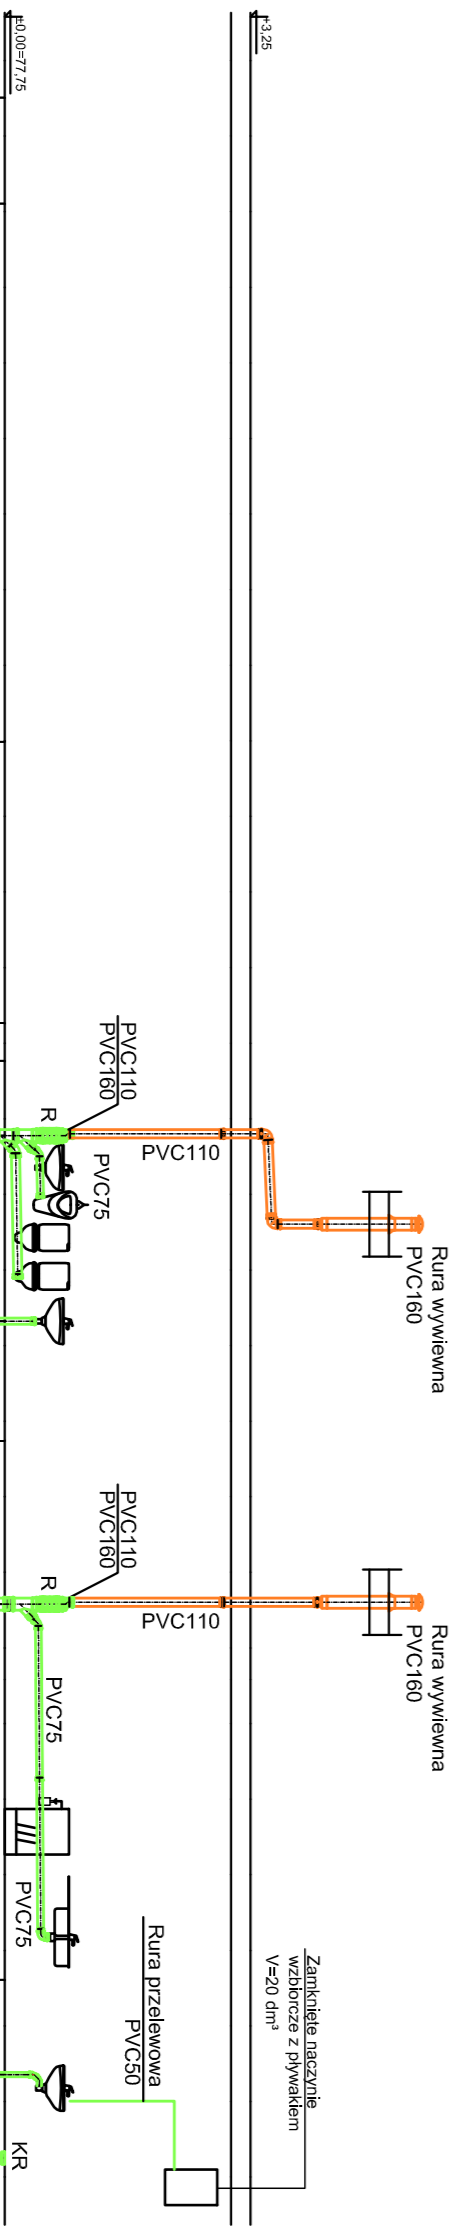 ±0,00=77,75
+3,25
PVC110
PVC160
R
PVC75
PVC110
Rura wywiewna
PVC160
PVC110
PVC160
R
PVC110
Rura wywiewna
PVC160
PVC75
PVC75
Rura przelewowa
PVC50
Zamknięte naczynie
wzbiorcze z pływakiem
V=20 dm³
KR